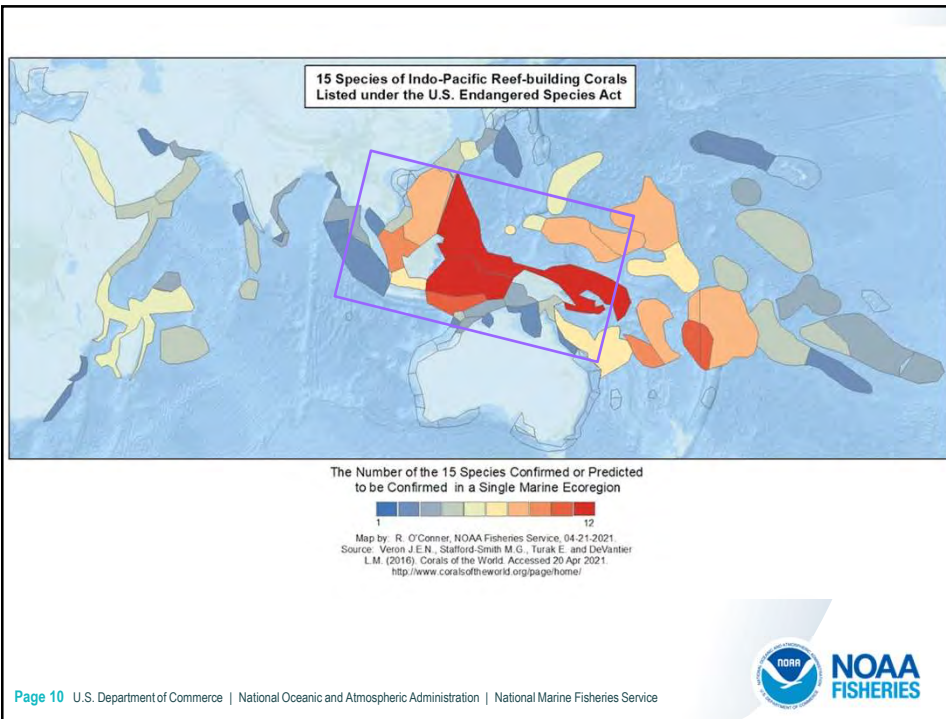 15 Species of Indo-Pacific Reef-building Corals
Listed under the U.S. Endangered Species Act
The Number of the 15 Species Confirmed or Predicted
to be Confirmed in a Single Marine Ecoregion
1 12
Map by: R. O'Conner, NOAA Fisheries Service, 04-21-2021.
Source: Veron J.E.N., Stafford-Smith M.G., Turak E. and DeVantier
L.M. (2016). Corals of the World. Accessed 20 Apr 2021.
http://www.coralsoftheworld.org/page/home/
NOAA
NOAA
FISHERIES
Page 10 U.S. Department of Commerce | National Oceanic and Atmospheric Administration | National Marine Fisheries Service